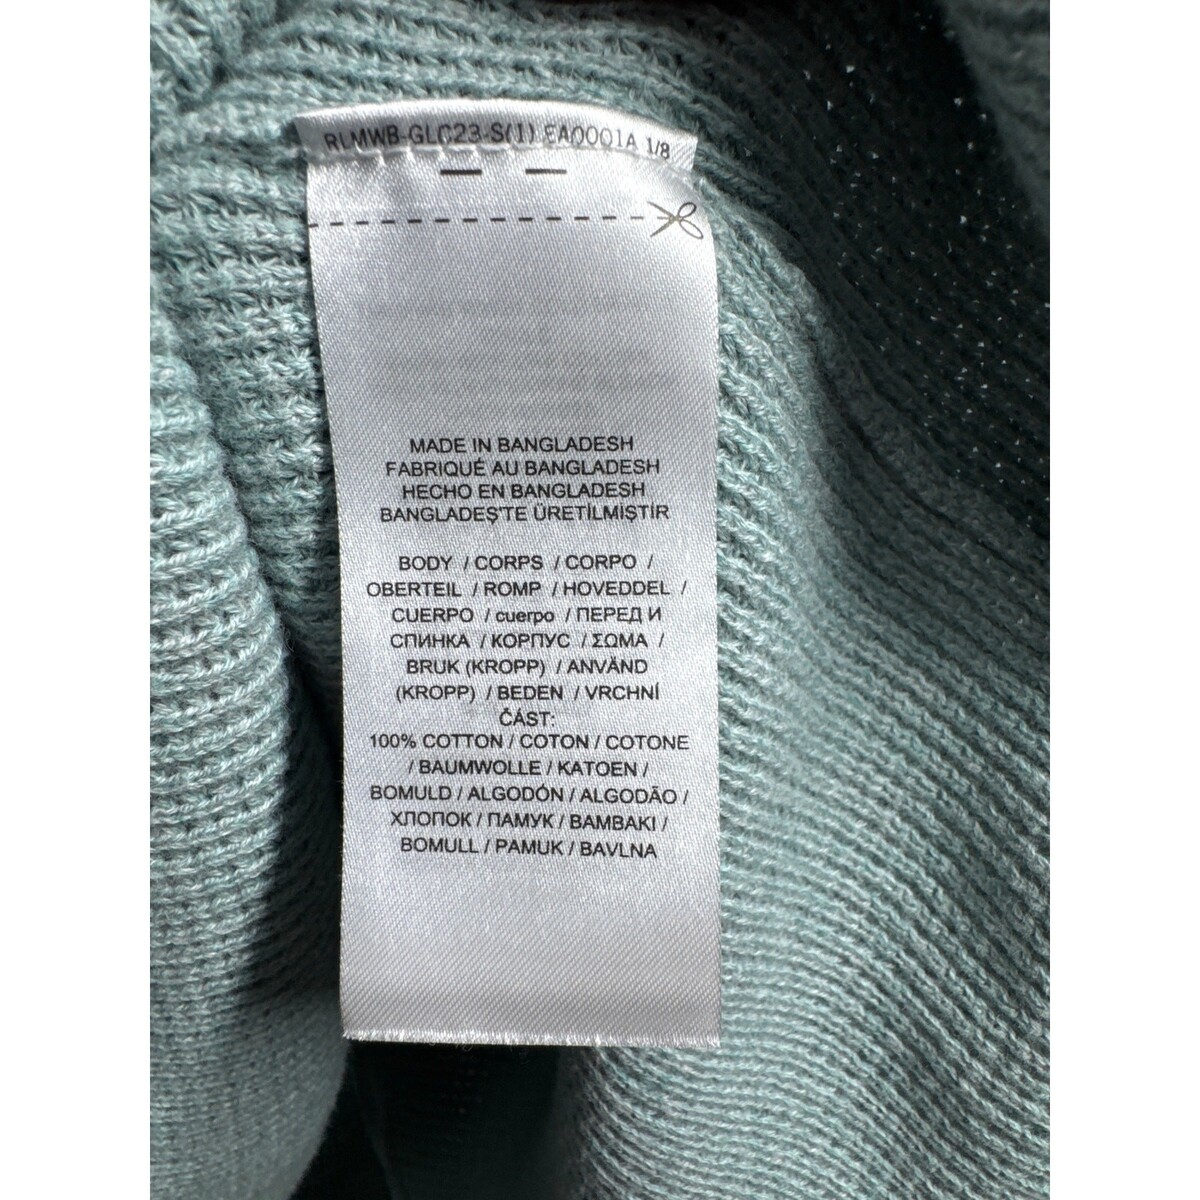 RLMWB-GLC23-S(1) EA0001A 1/8
MADE IN BANGLADESH
FABRIQUÉ AU BANGLADESH
HECHO EN BANGLADESH
BANGLADEŞ'TE ÜRETİLMİŞTİR
BODY / CORPS / CORPO /
OBERTEIL / ROMP / HOVEDDEL /
CUERPO / cuerpo / ПЕРЕД И
СПИНКА / КОРПУС / ΣΩΜΑ /
BRUK (KROPP) / ANVÄND
(KROPP) / BEDEN / VRCHNÍ
ČÁST:
100% COTTON / COTON / COTONE
/ BAUMWOLLE / KATOEN /
BOMULD / ALGODÓN / ALGODÃO /
ХЛОПОК / ПАМУК / ΒΑΜΒΑΚΙ /
BOMULL / PAMUK / BAVLNA